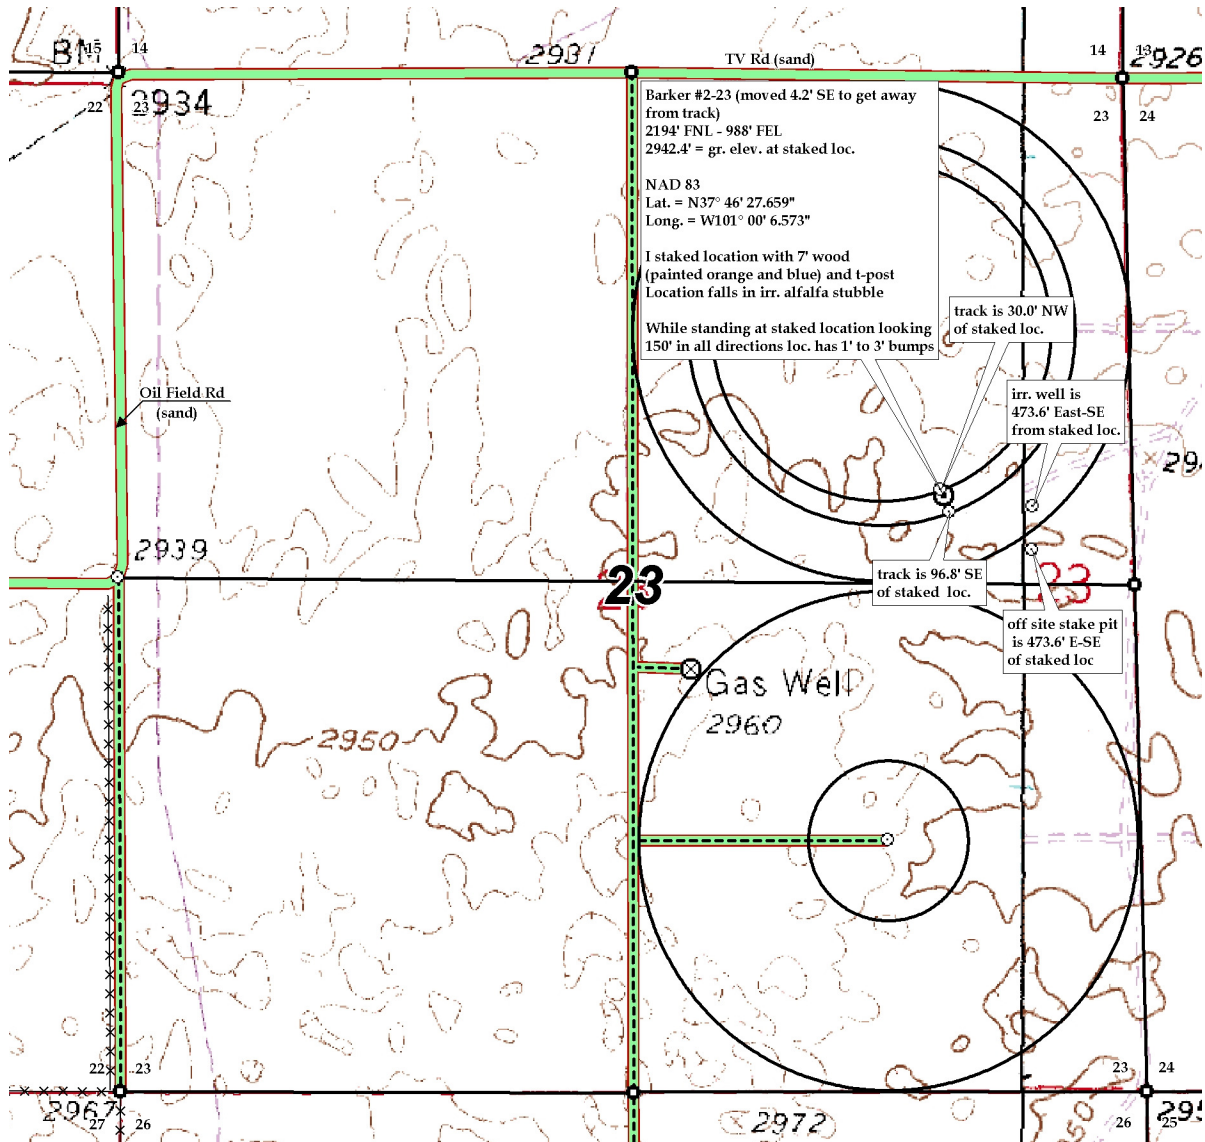 BM
15
14
2931
TV Rd (sand)
14
13
2926
22
23
2934
23
24
Barker #2-23 (moved 4.2' SE to get away
from track)
2194' FNL - 988' FEL
2942.4' = gr. elev. at staked loc.
NAD 83
Lat. = N37° 46' 27.659"
Long. = W101° 00' 6.573"
I staked location with 7' wood
(painted orange and blue) and t-post
Location falls in irr. alfalfa stubble
While standing at staked location looking
150' in all directions loc. has 1' to 3' bumps
track is 30.0' NW
of staked loc.
Oil Field Rd
(sand)
irr. well is
473.6' East-SE
from staked loc.
294
2939
track is 96.8' SE
of staked loc.
23
23
off site stake pit
is 473.6' E-SE
of staked loc
Gas Well
2960
2950
22
23
23
24
2967
27
26
2972
2950
26
25
295